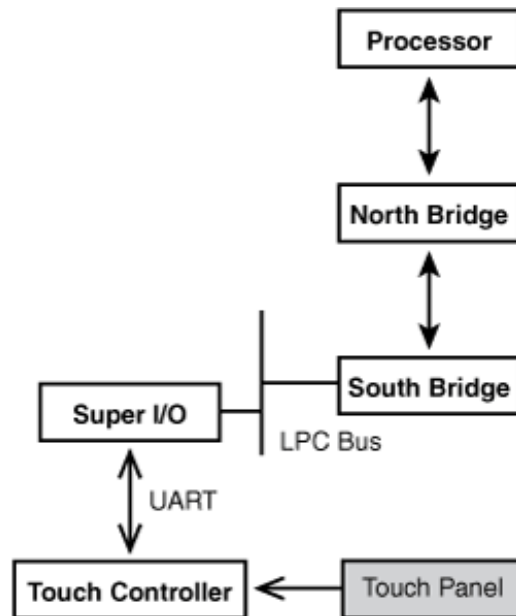 Processor
North Bridge
South Bridge
Super I/O
LPC Bus
UART
Touch Controller
Touch Panel